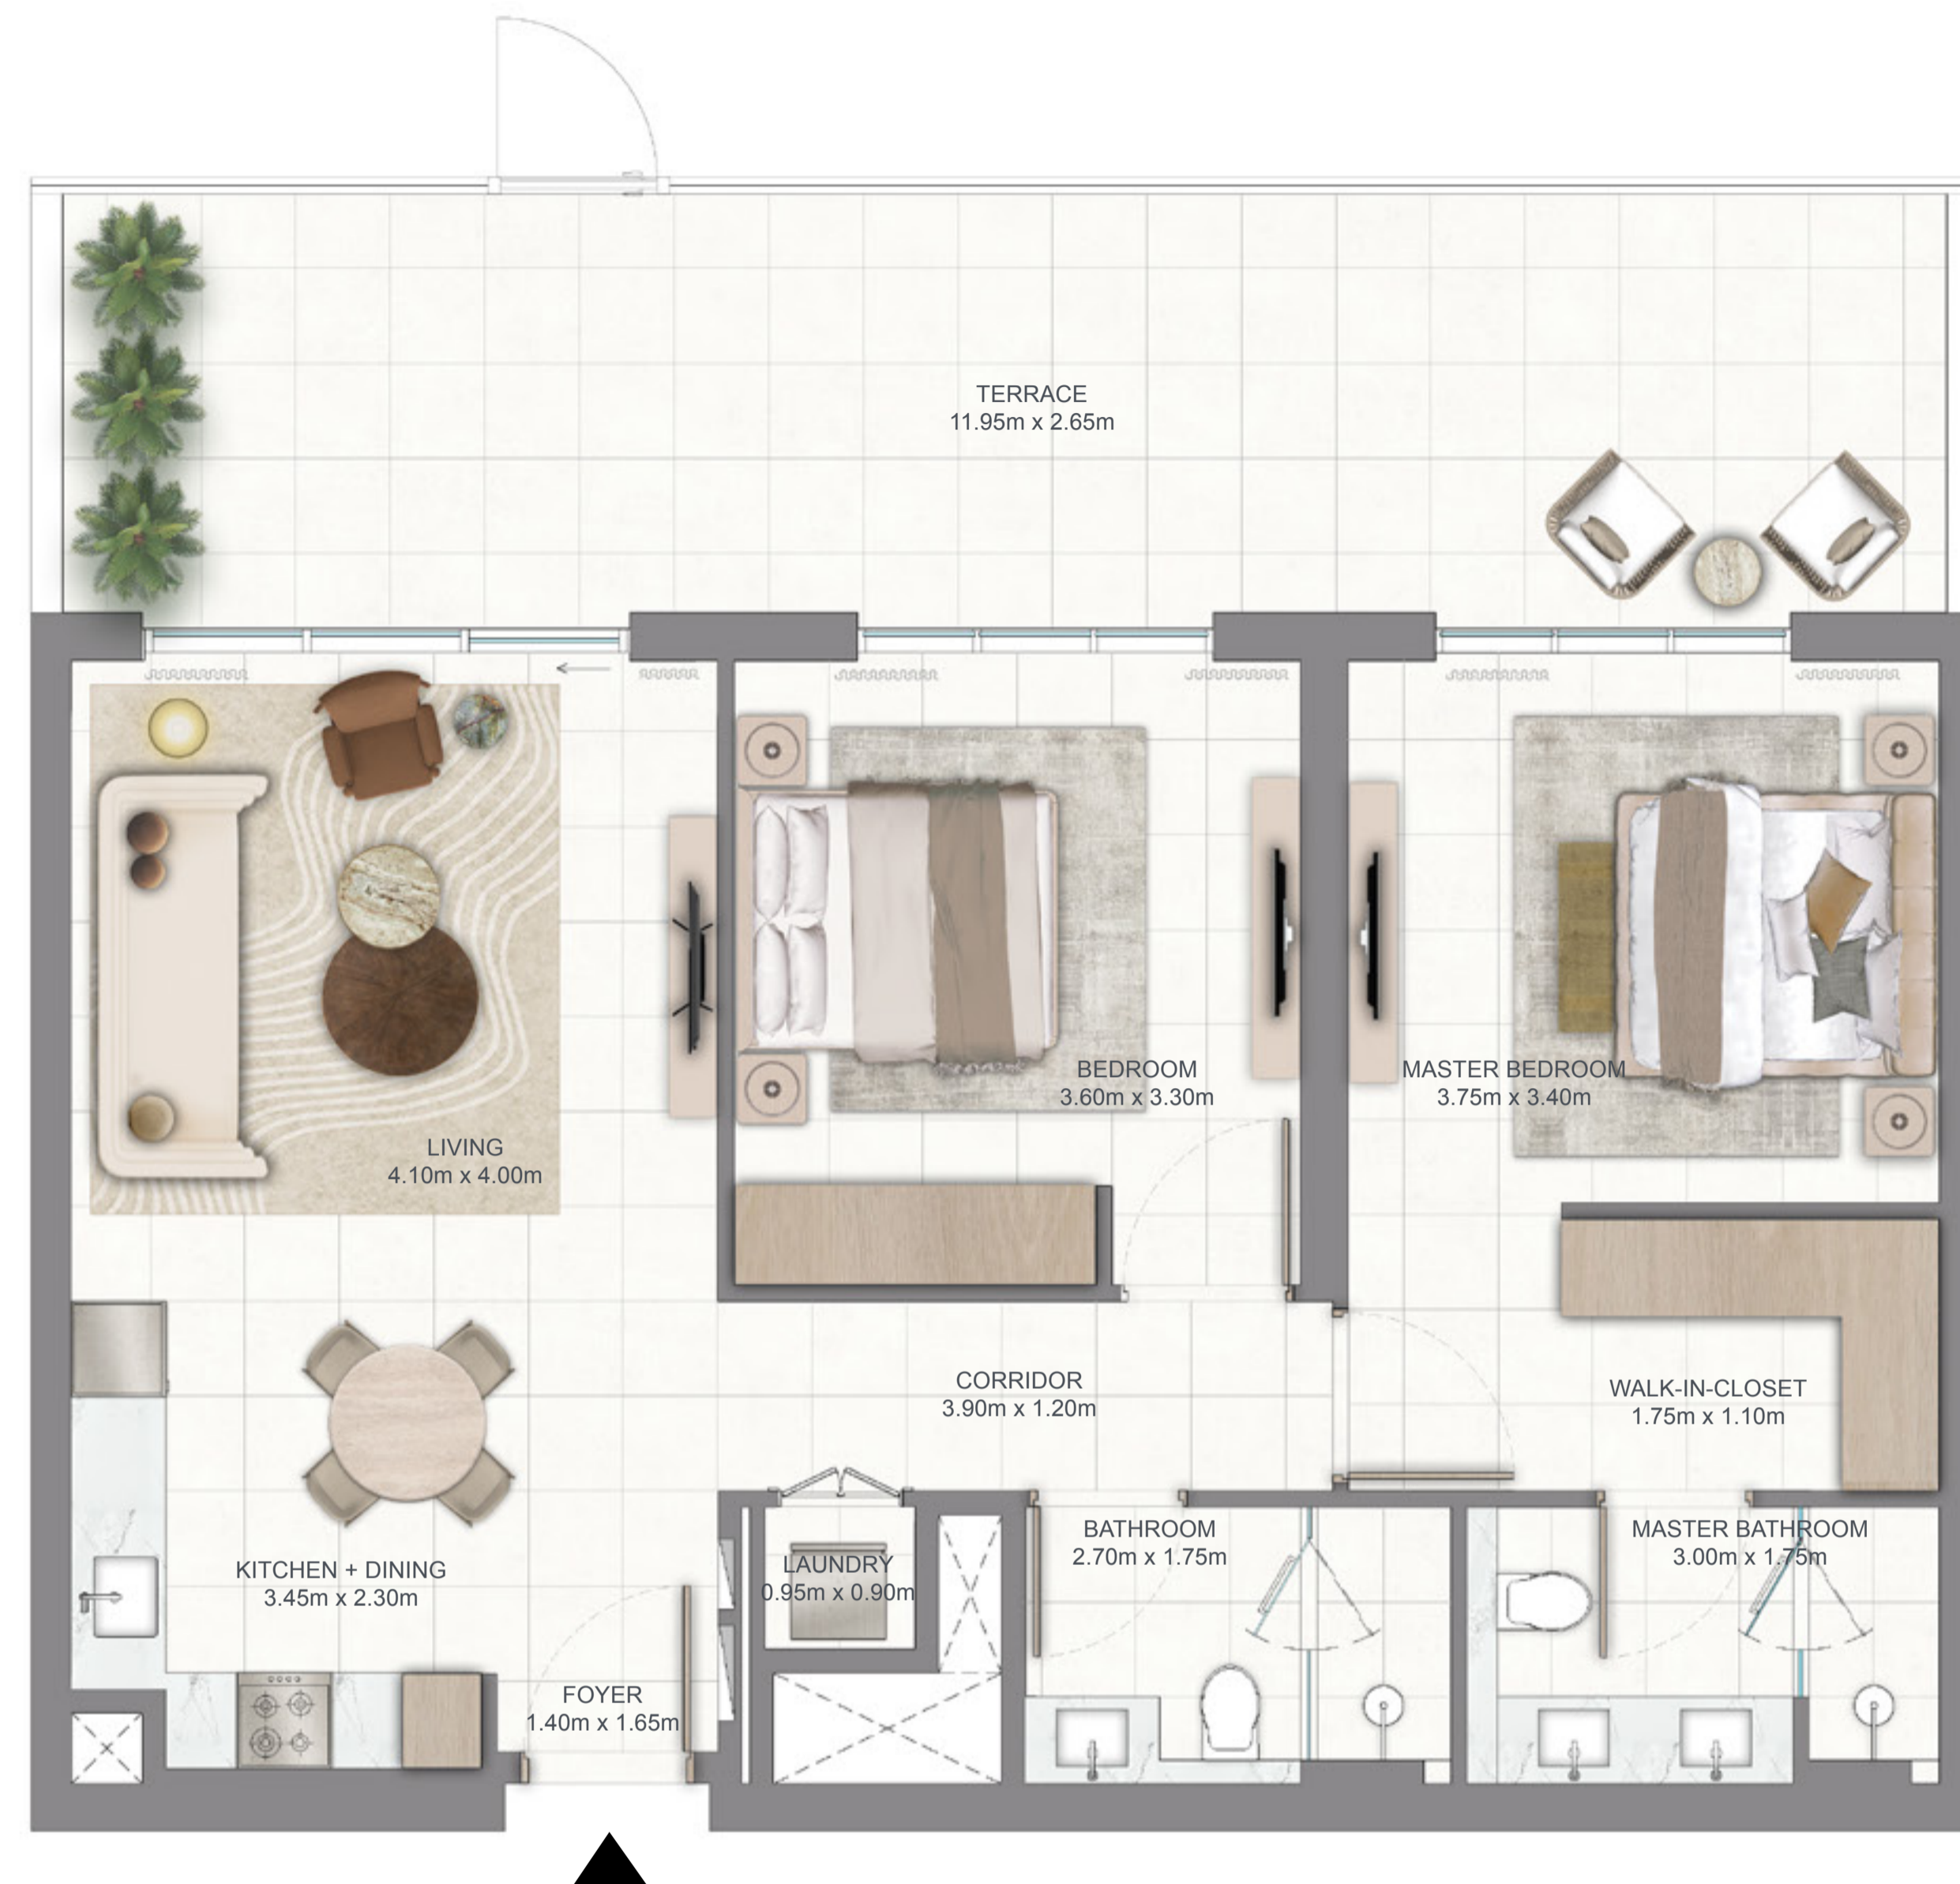 TERRACE
11.95m x 2.65m
BEDROOM
3.60m x 3.30m
MASTER BEDROOM
3.75m x 3.40m
LIVING
4.10m x 4.00m
CORRIDOR
3.90m x 1.20m
WALK-IN-CLOSET
1.75m x 1.10m
KITCHEN + DINING
3.45m x 2.30m
LAUNDRY
0.95m x 0.90m
BATHROOM
2.70m x 1.75m
MASTER BATHROOM
3.00m x 1.75m
FOYER
1.40m x 1.65m